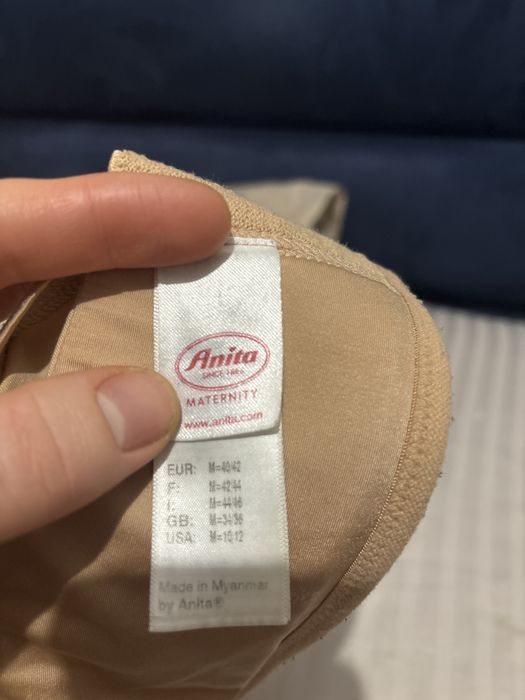 Anita
SINCE 1886
MATERNITY
www.anita.com
EUR: M=40/42
F: M=42/44
I: M=44/46
GB: M=34/36
USA: M=10/12
Made in Myanmar
by Anita®